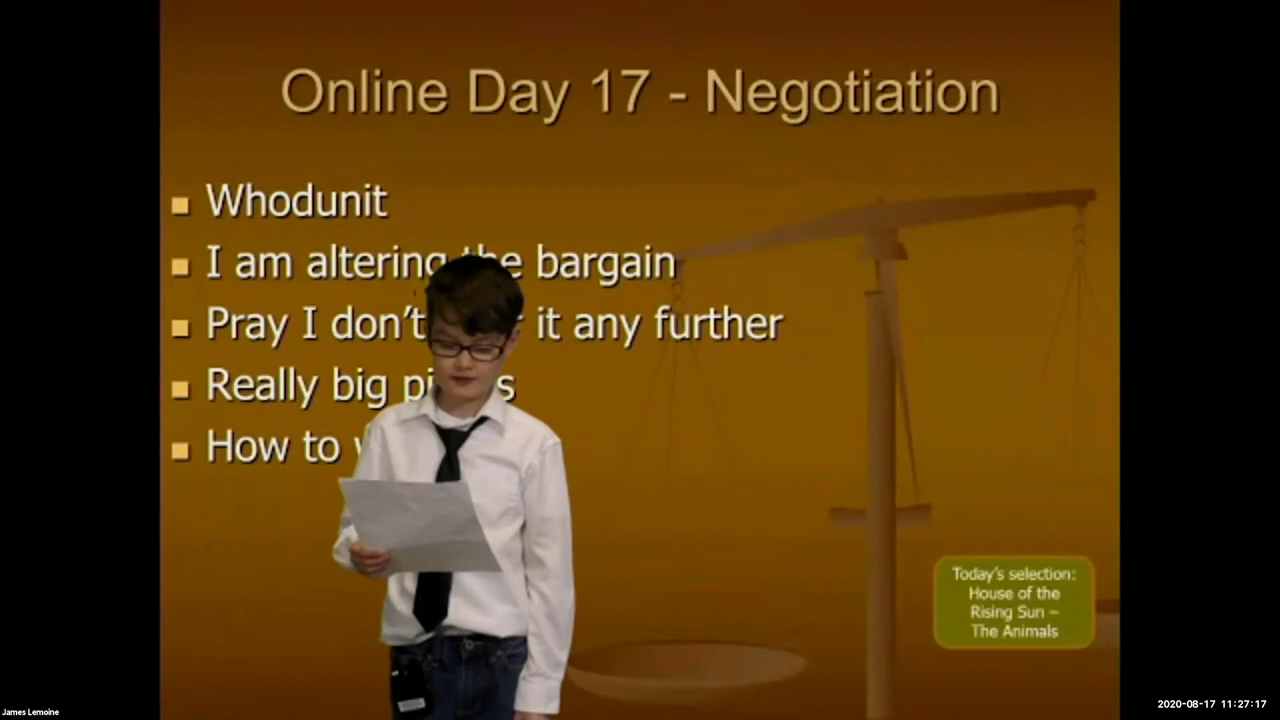 Online Day 17 - Negotiation
Whodunit
I am altering the bargain
Pray I don't it any further
Really big
How to
Today's selection:
House of the
Rising Sun –
The Animals
James Lemoine
2020-08-17 11:27:17